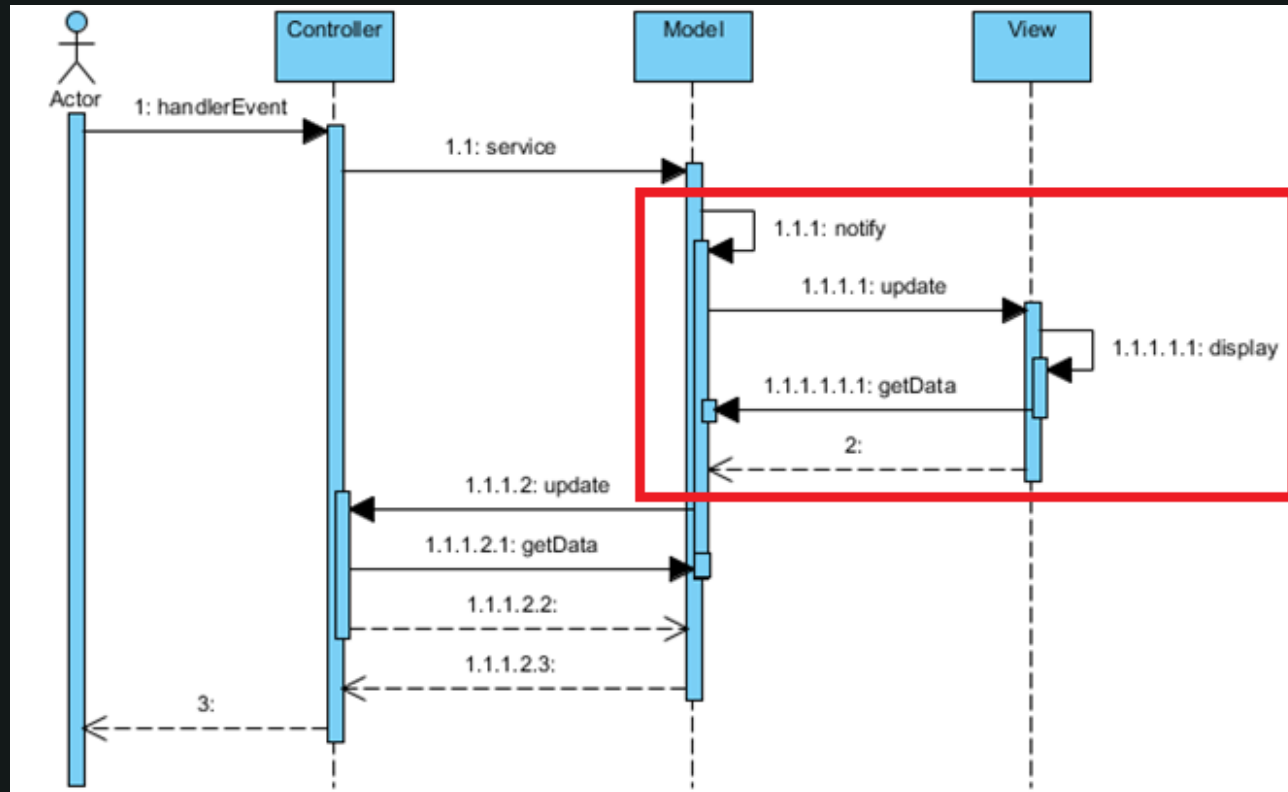 Controller
Model
View
Actor
1: handlerEvent
1.1: service
1.1.1: notify
1.1.1.1: update
1.1.1.1.1: display
1.1.1.1.1.1: getData
2:
1.1.1.2: update
1.1.1.2.1: getData
1.1.1.2.2:
1.1.1.2.3:
3: